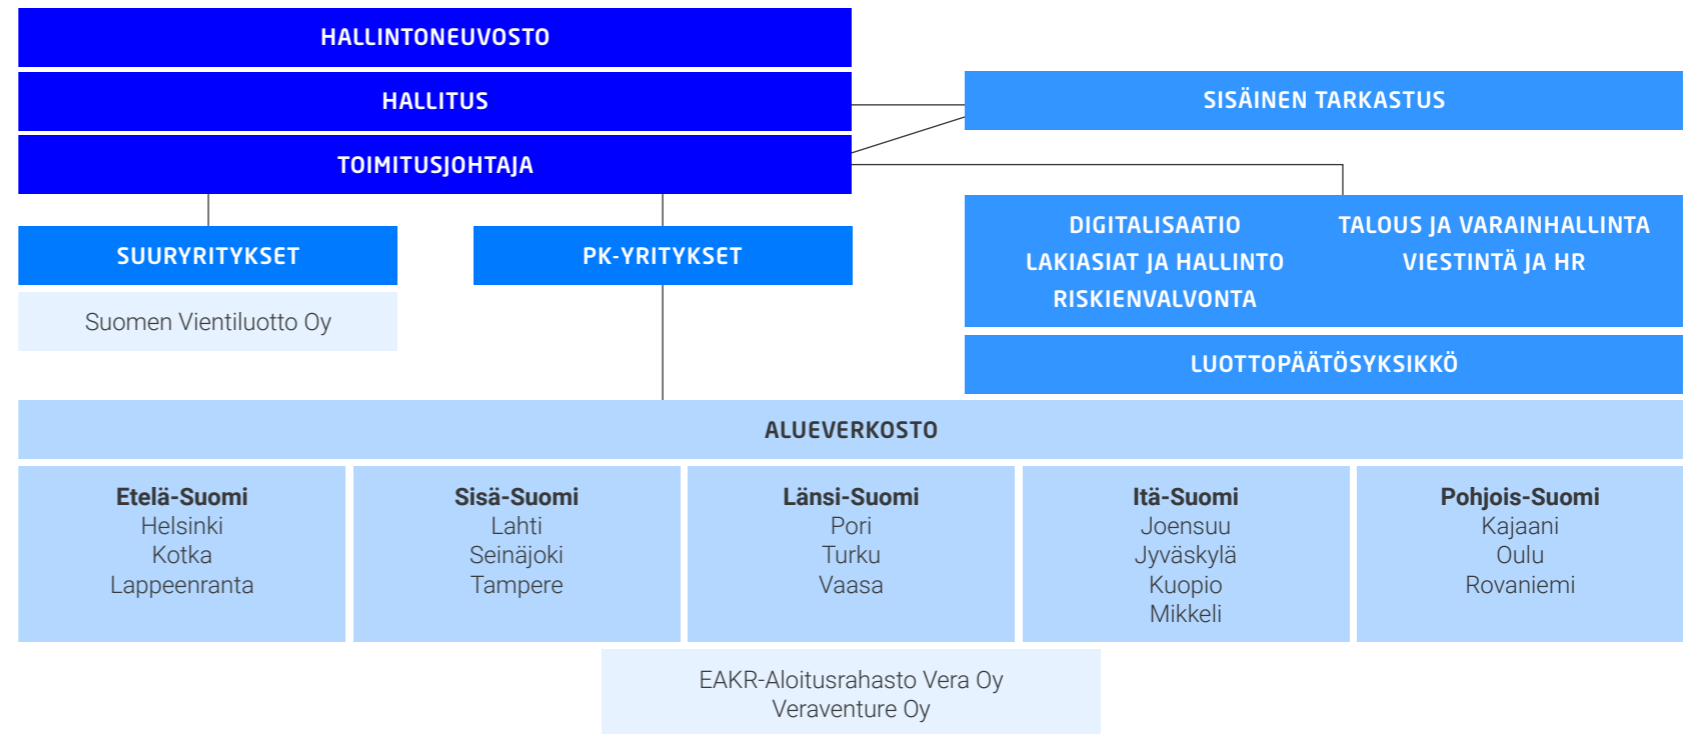 HALLINTONEUVOSTO
HALLITUS
SISÄINEN TARKASTUS
TOIMITUSJOHTAJA
SUURYRITYKSET
PK-YRITYKSET
DIGITALISAATIO
LAKIASIAT JA HALLINTO
RISKIENVALVONTA
TALOUS JA VARAINHALLINTA
VIESTINTÄ JA HR
Suomen Vientiluotto Oy
LUOTTOPÄÄTÖSYKSIKKÖ
ALUEVERKOSTO
Etelä-Suomi
Helsinki
Kotka
Lappeenranta
Sisä-Suomi
Lahti
Seinäjoki
Tampere
Länsi-Suomi
Pori
Turku
Vaasa
Itä-Suomi
Joensuu
Jyväskylä
Kuopio
Mikkeli
Pohjois-Suomi
Kajaani
Oulu
Rovaniemi
EAKR-Aloitusrahasto Vera Oy
Veraventure Oy